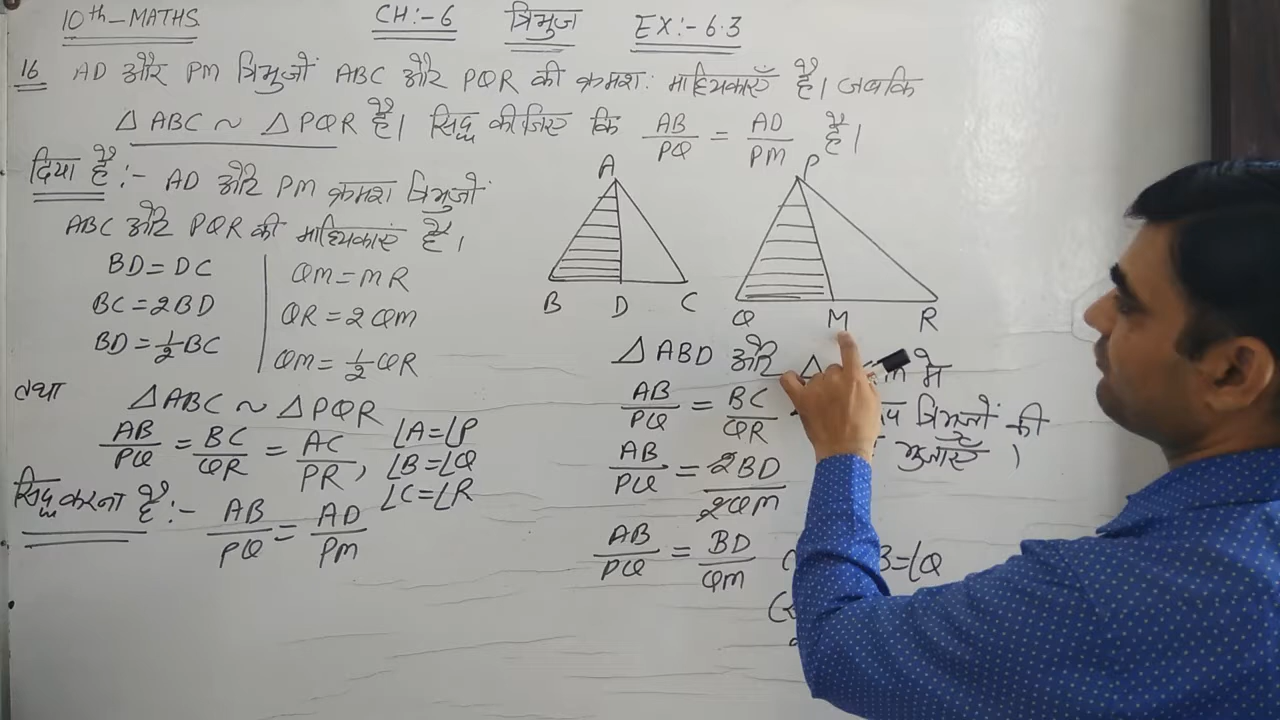 10th-MATHS. CH:-6 त्रिभुज EX:-6.3
16 AD और PM त्रिभुजों ABC और PQR की क्रमश: माध्यिकाएँ है। जबकि
△ ABC ~ △ PQR है। सिद्ध कीजिए कि AB/PQ = AD/PM है।
दिया है:- AD और PM क्रमश त्रिभुजों
ABC और PQR की माध्यिकाएं हैं।
BD=DC QM=MR
BC=2BD QR=2QM
BD=1/2 BC QM=1/2 QR
तथा △ABC ~ △PQR
AB/PQ = BC/QR = AC/PR, ∠A=∠P
∠B=∠Q
∠C=∠R
सिद्ध करना है:- AB/PQ = AD/PM
A
B D C
P
Q M R
△ABD और △ में
AB/PQ = BC/QR त्रिभुजों की
भुजाएँ ।
AB/PQ = 2BD/2QM
AB/PQ = BD/QM B=∠Q